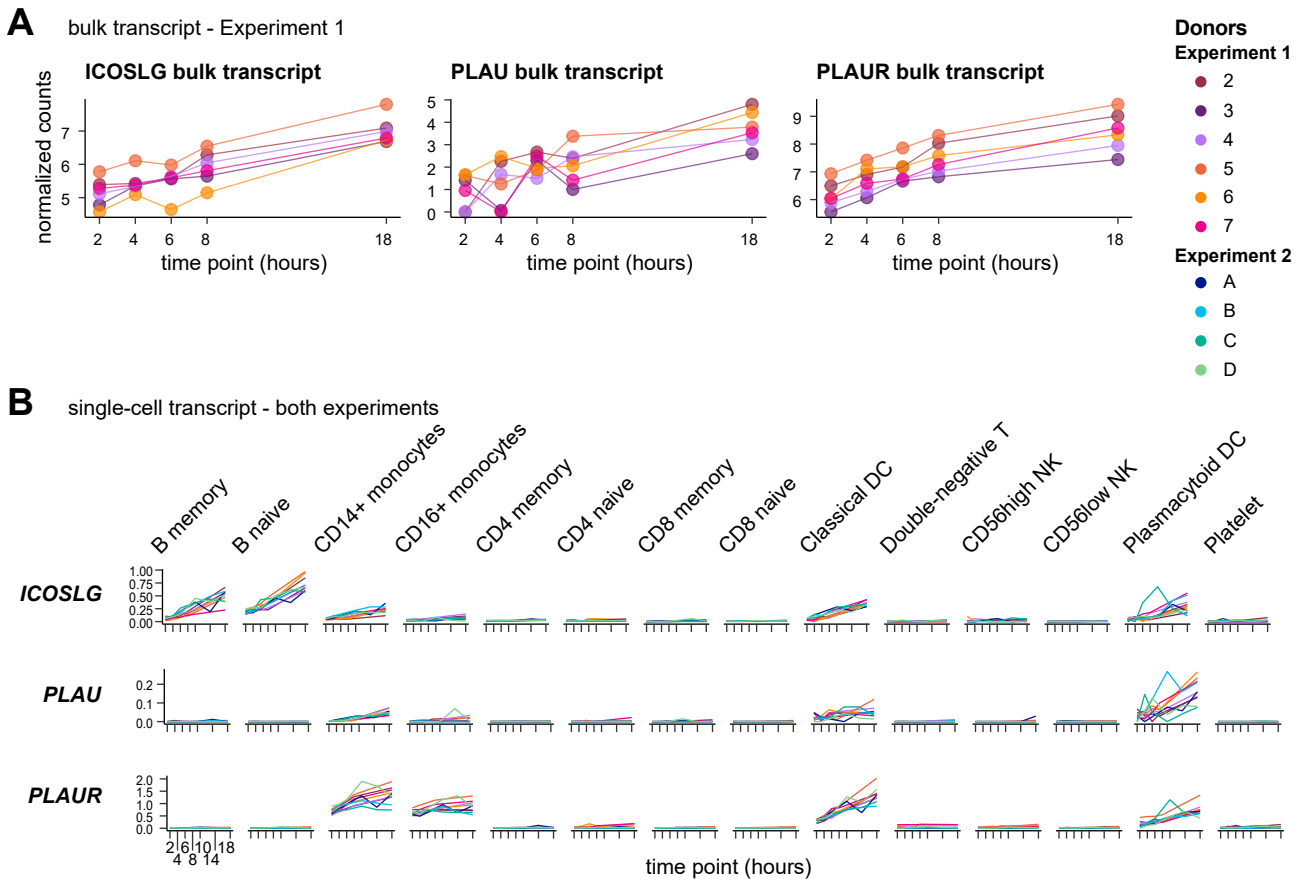 A bulk transcript - Experiment 1
ICOSLG bulk transcript
normalized counts
7
6
5
2 4 6 8 18
time point (hours)
PLAU bulk transcript
5
4
3
2
1
0
2 4 6 8 18
time point (hours)
PLAUR bulk transcript
9
8
7
6
2 4 6 8 18
time point (hours)
Donors
Experiment 1
2
3
4
5
6
7
Experiment 2
A
B
C
D
B single-cell transcript - both experiments
B memory
B naive
CD14+ monocytes
CD16+ monocytes
CD4 memory
CD4 naive
CD8 memory
CD8 naive
Classical DC
Double-negative T
CD56high NK
CD56low NK
Plasmacytoid DC
Platelet
ICOSLG
1.00
0.75
0.50
0.25
0.00
PLAU
0.2
0.1
0.0
PLAUR
2.0
1.5
1.0
0.5
0.0
2 6 10 18
4 8 14
time point (hours)